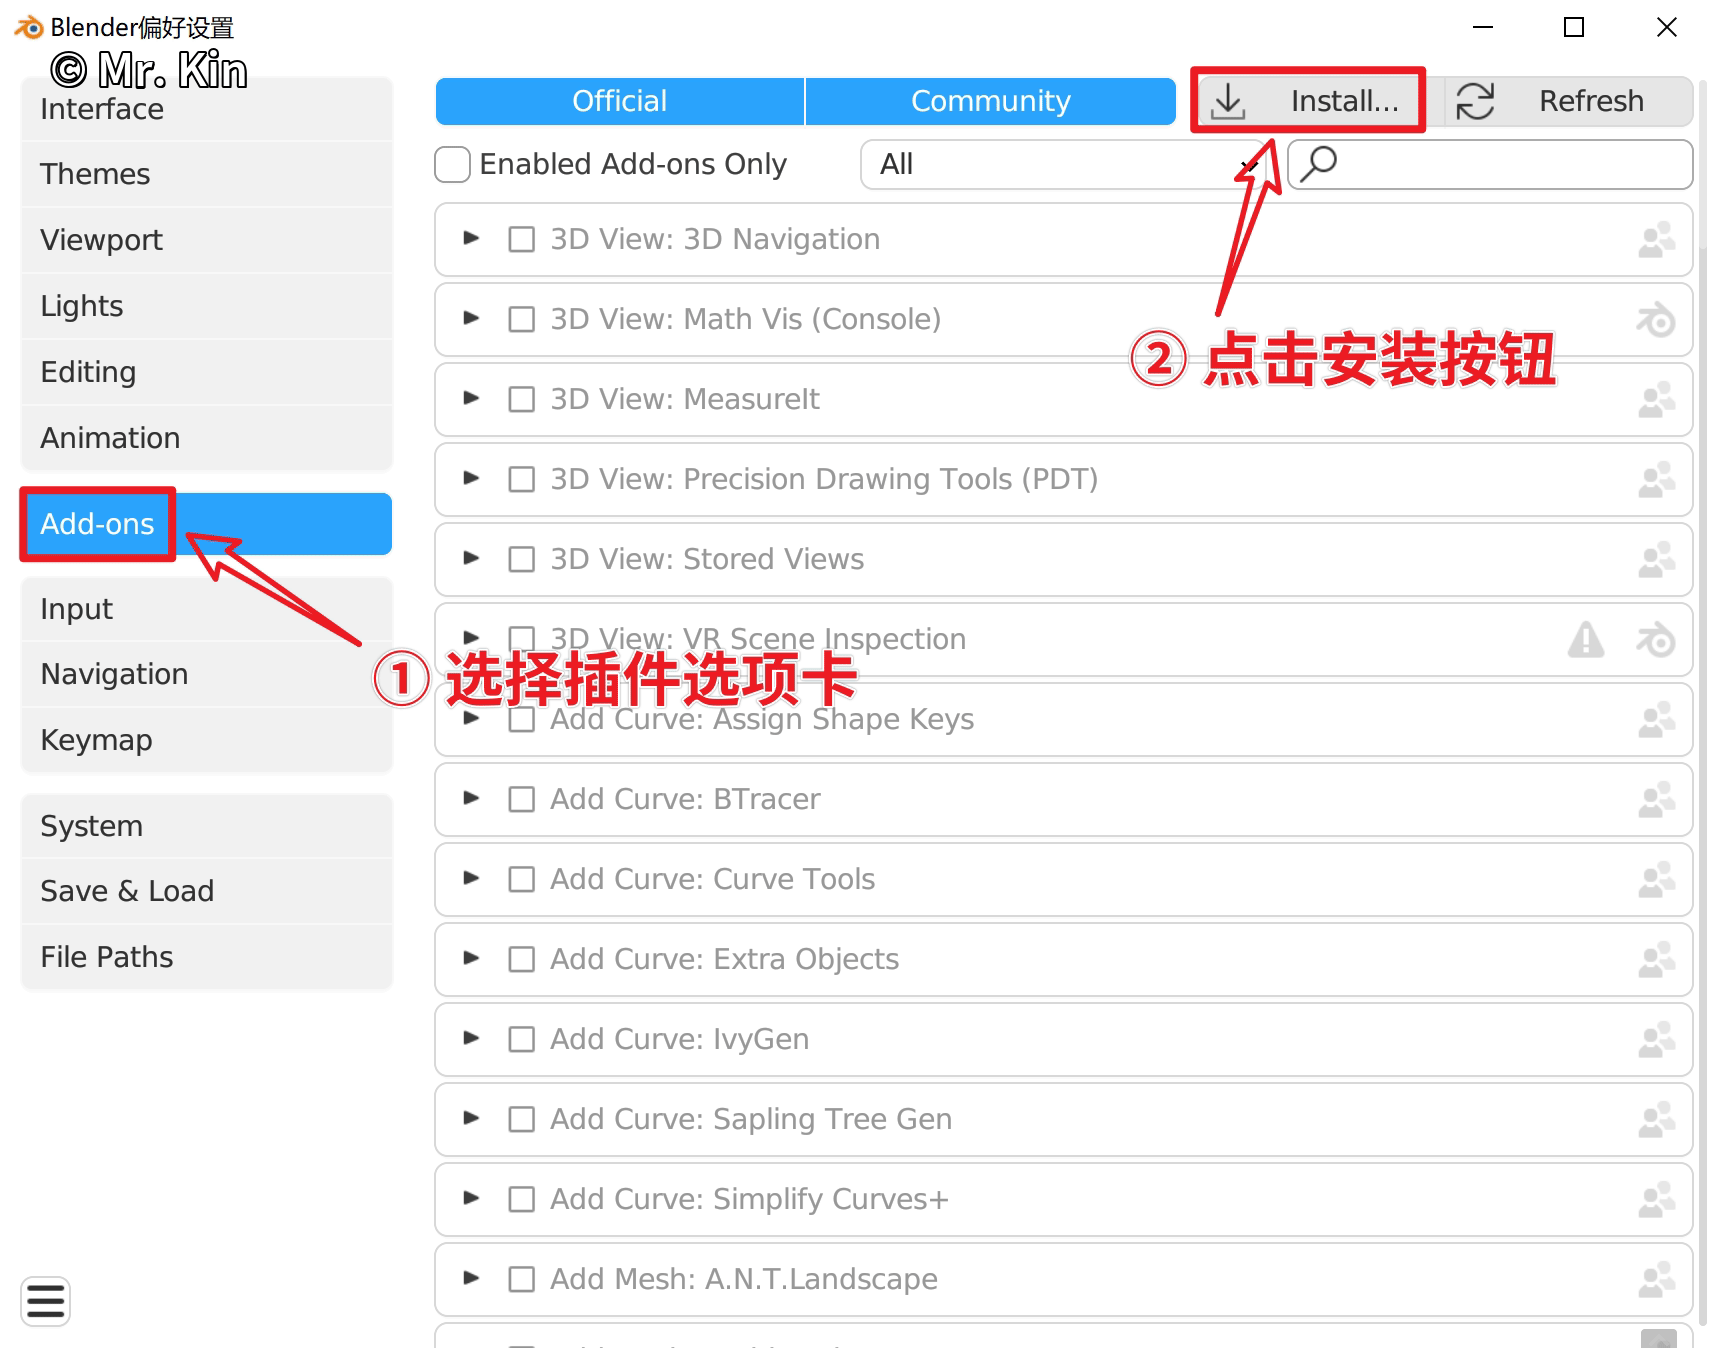 Blender偏好设置
© Mr. Kin
Interface
Themes
Viewport
Lights
Editing
Animation
Add-ons
Input
Navigation
Keymap
System
Save & Load
File Paths
Official
Community
Install...
Refresh
Enabled Add-ons Only
All
3D View: 3D Navigation
3D View: Math Vis (Console)
② 点击安装按钮
3D View: MeasureIt
3D View: Precision Drawing Tools (PDT)
3D View: Stored Views
3D View: VR Scene Inspection
① 选择插件选项卡
Add Curve: Assign Shape Keys
Add Curve: BTracer
Add Curve: Curve Tools
Add Curve: Extra Objects
Add Curve: IvyGen
Add Curve: Sapling Tree Gen
Add Curve: Simplify Curves+
Add Mesh: A.N.T.Landscape